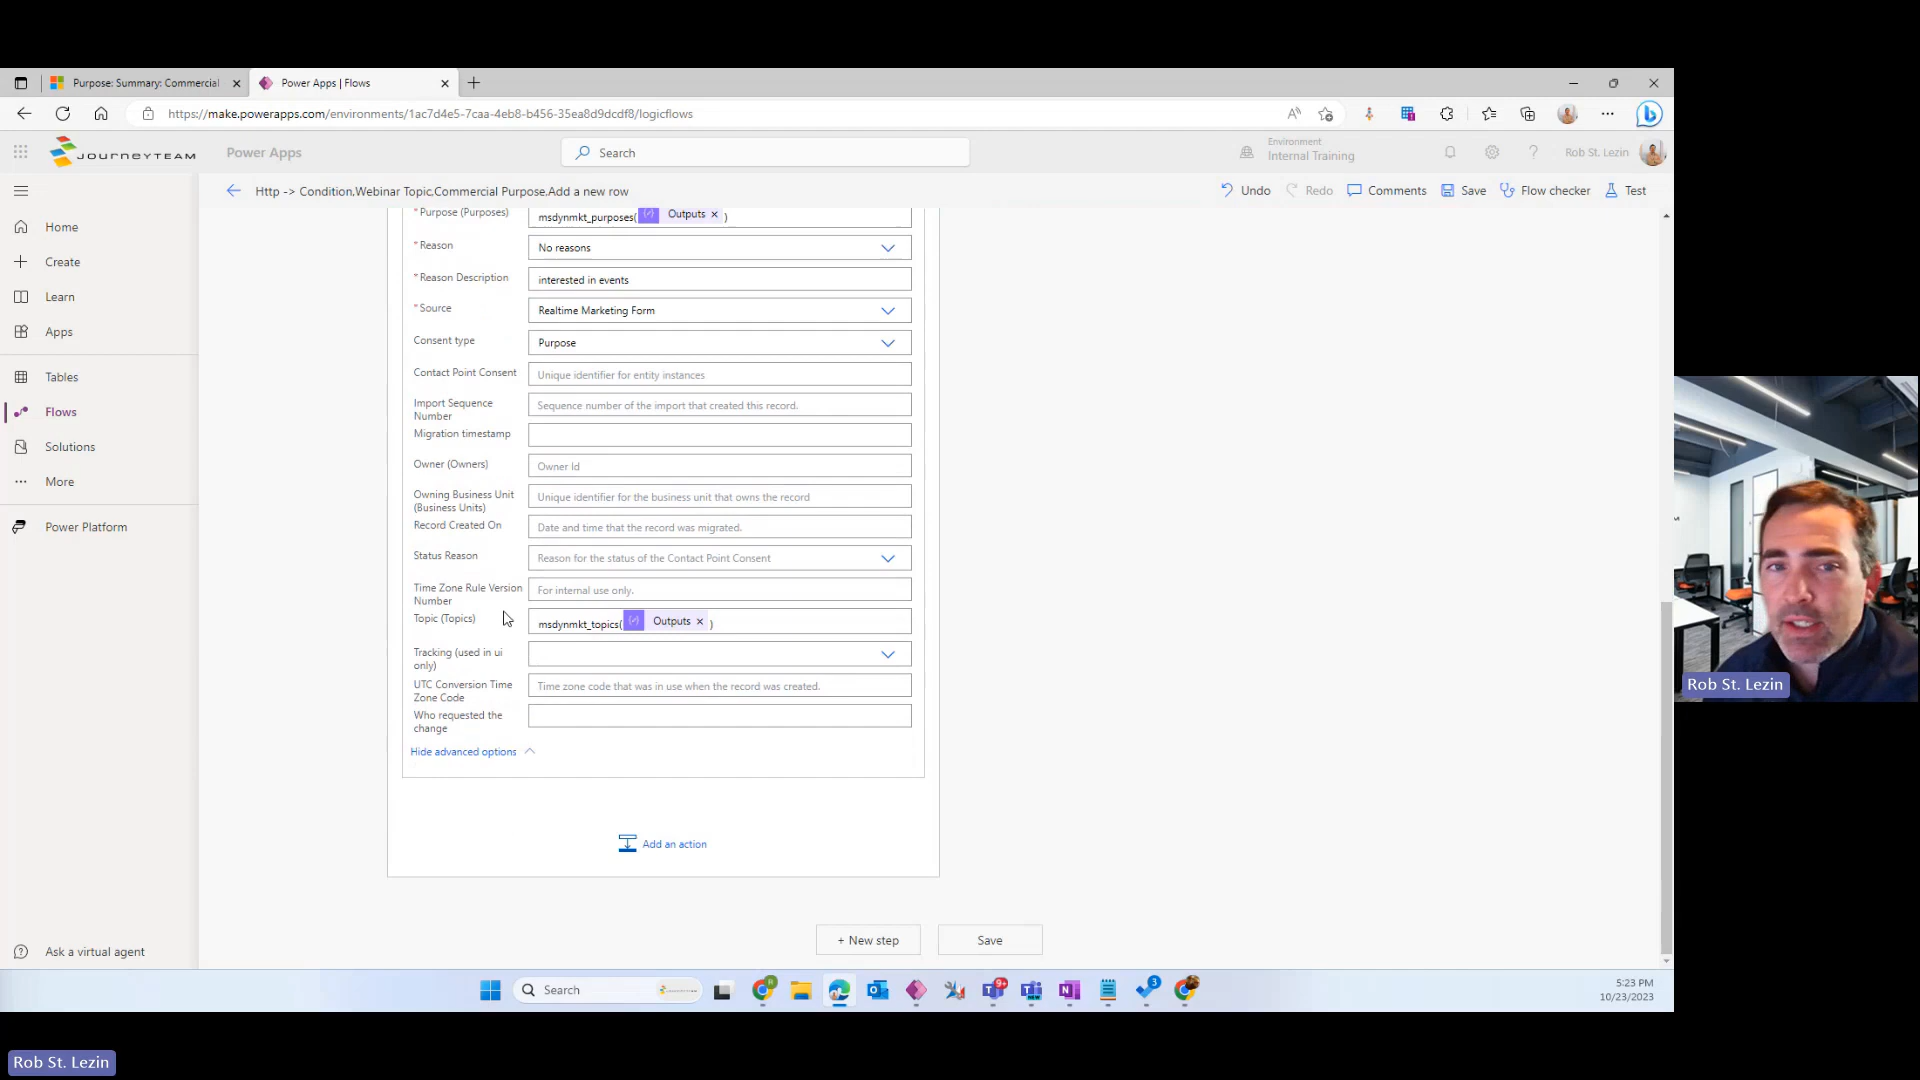 Purpose: Summary: Commercial
Power Apps | Flows
https://make.powerapps.com/environments/1ac7d4e5-7caa-4eb8-b456-35ea8d9dcdf8/logicflows
JOURNEYTEAM
Power Apps
Search
Environment
Internal Training
Rob St. Lezin
Http -> Condition,Webinar Topic,Commercial Purpose,Add a new row
Undo
Redo
Comments
Save
Flow checker
Test
Home
Create
Learn
Apps
Tables
Flows
Solutions
More
Power Platform
Ask a virtual agent
* Purpose (Purposes)
msdynmkt_purposes( Outputs × )
* Reason
No reasons
* Reason Description
interested in events
* Source
Realtime Marketing Form
Consent type
Purpose
Contact Point Consent
Unique identifier for entity instances
Import Sequence
Number
Sequence number of the import that created this record.
Migration timestamp
Owner (Owners)
Owner Id
Owning Business Unit
(Business Units)
Unique identifier for the business unit that owns the record
Record Created On
Date and time that the record was migrated.
Status Reason
Reason for the status of the Contact Point Consent
Time Zone Rule Version
Number
For internal use only.
Topic (Topics)
msdynmkt_topics( Outputs × )
Tracking (used in ui
only)
UTC Conversion Time
Zone Code
Time zone code that was in use when the record was created.
Who requested the
change
Hide advanced options
Add an action
+ New step
Save
Rob St. Lezin
Search
5:23 PM
10/23/2023
Rob St. Lezin